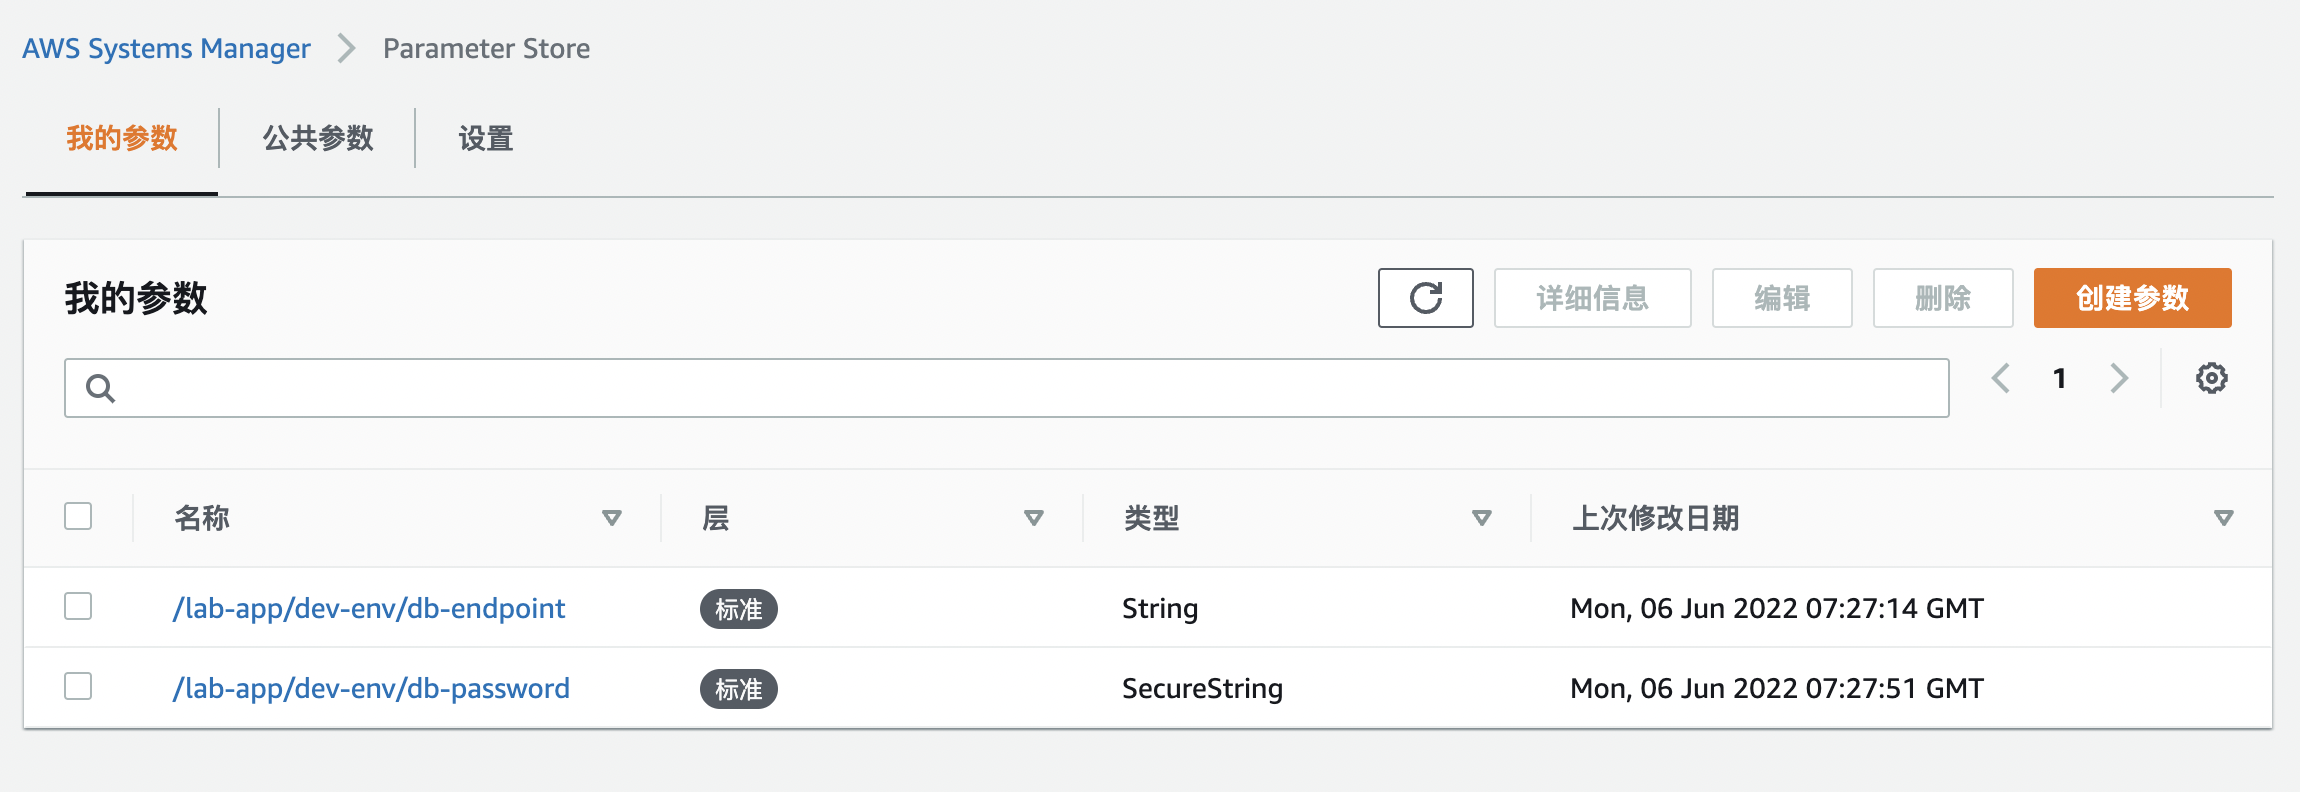 AWS Systems Manager > Parameter Store
我的参数 公共参数 设置
我的参数 详细信息 编辑 删除 创建参数
1
名称 层 类型 上次修改日期
/lab-app/dev-env/db-endpoint 标准 String Mon, 06 Jun 2022 07:27:14 GMT
/lab-app/dev-env/db-password 标准 SecureString Mon, 06 Jun 2022 07:27:51 GMT